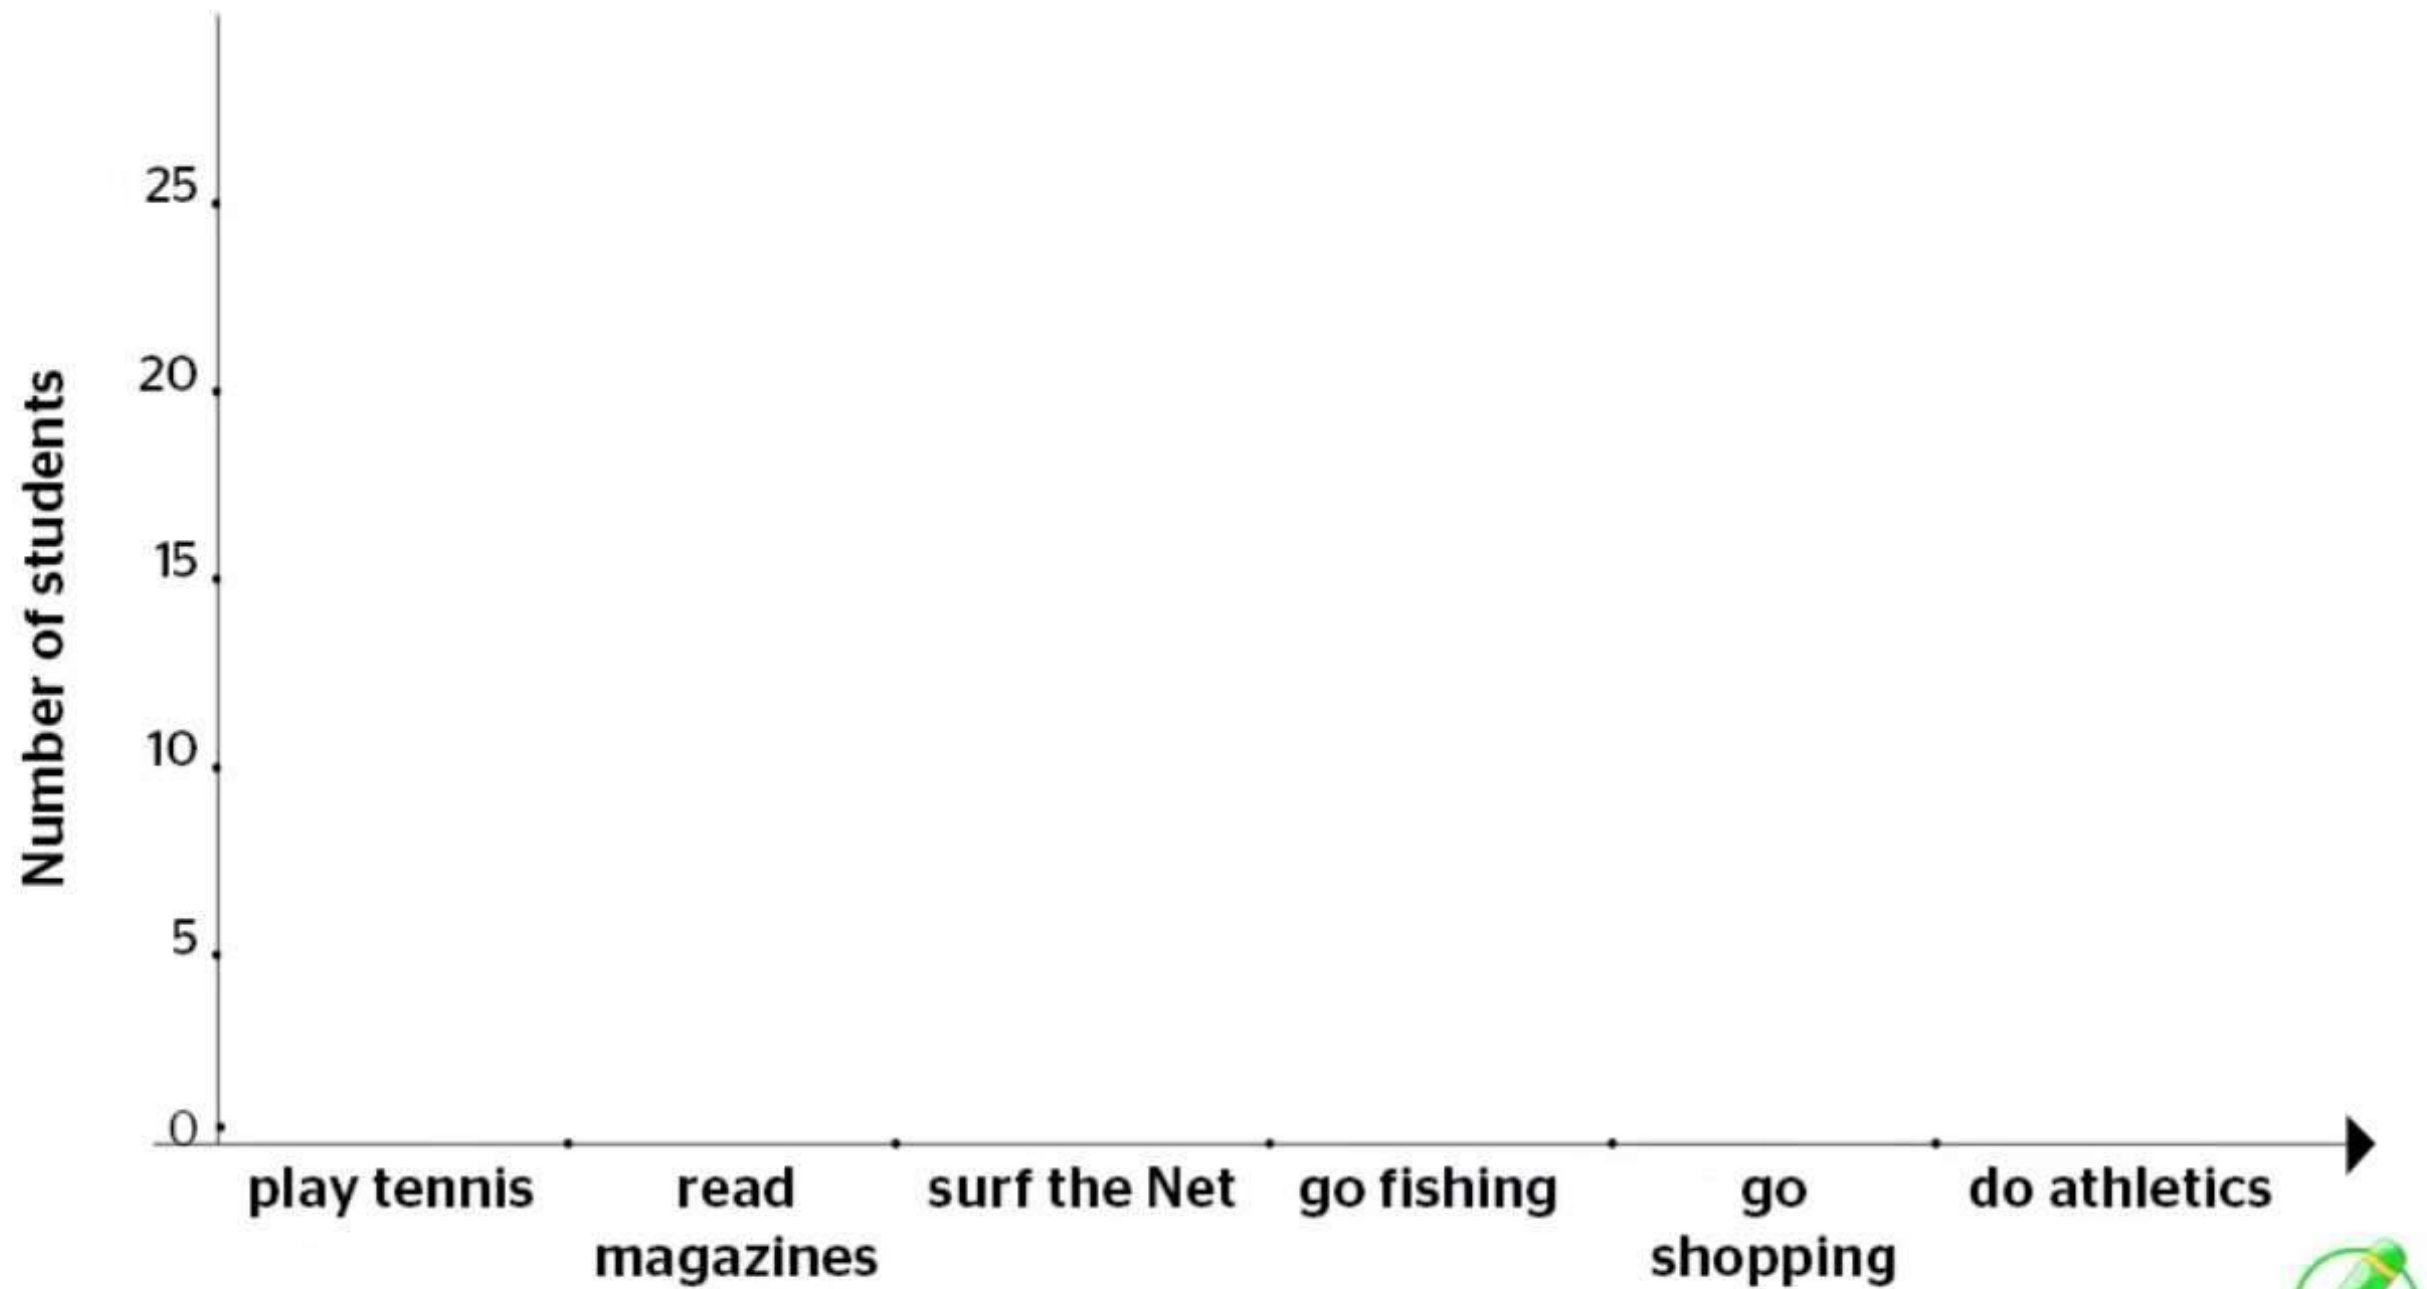 25
20
15
10
5
0
Number of students
play tennis
read
magazines
surf the Net
go fishing
go
shopping
do athletics